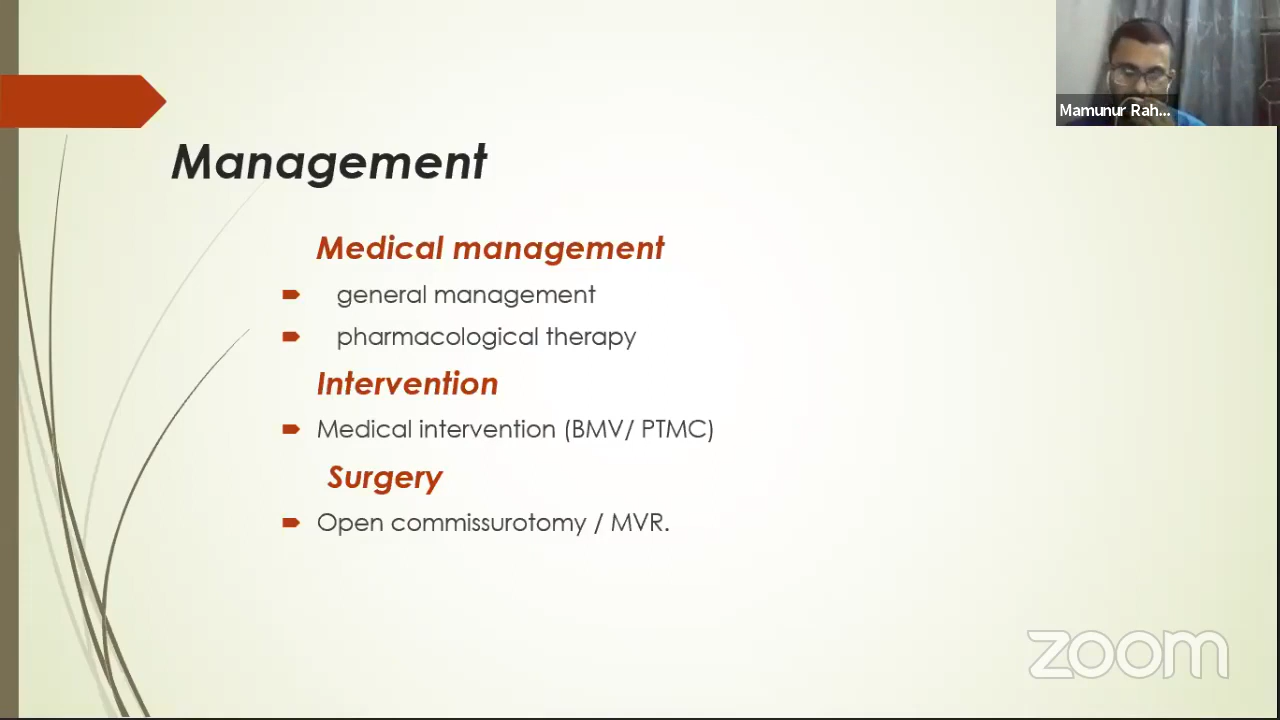 Mamunur Rah...
Management
Medical management
general management
pharmacological therapy
Intervention
Medical intervention (BMV/ PTMC)
Surgery
Open commissurotomy / MVR.
zoom